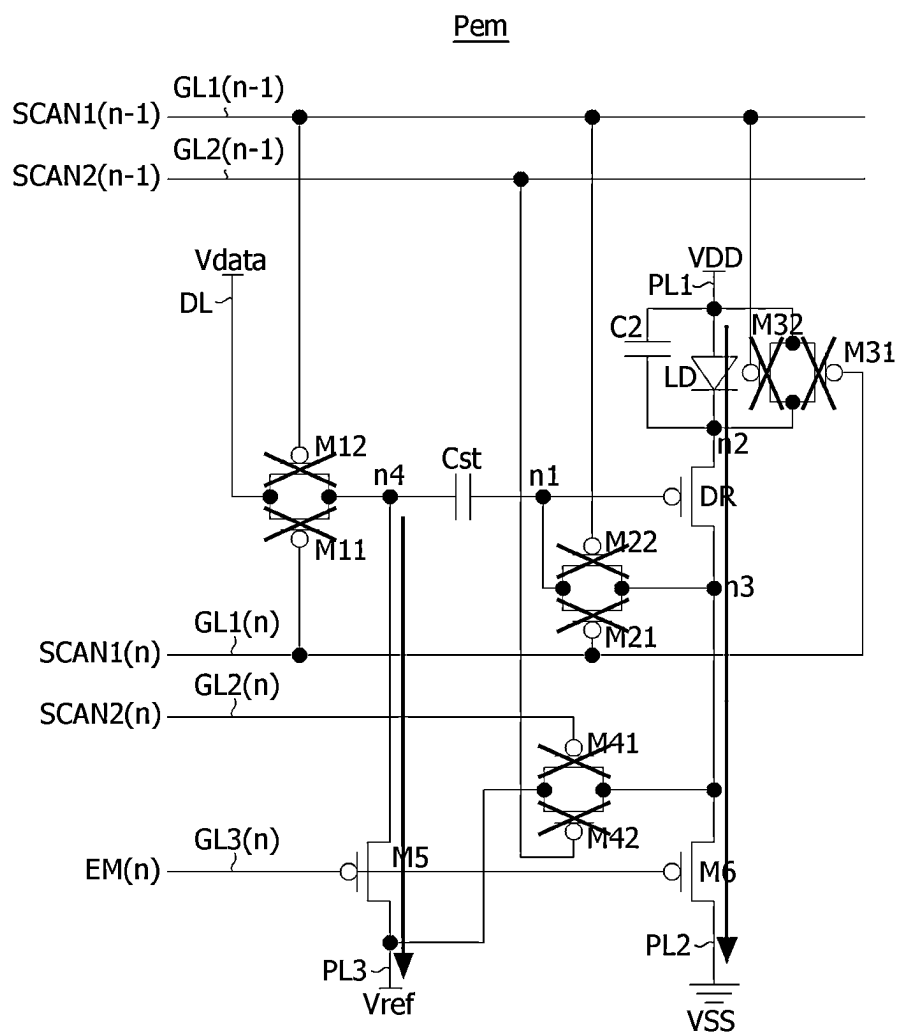 Pem
GL1(n-1)
SCAN1(n-1)
GL2(n-1)
SCAN2(n-1)
Vdata
DL
VDD
PL1
C2
M32
M31
LD
n2
M12
n4
Cst
n1
DR
M11
M22
n3
M21
GL1(n)
SCAN1(n)
GL2(n)
SCAN2(n)
M41
M42
GL3(n)
EM(n)
M5
M6
PL3
PL2
Vref
VSS